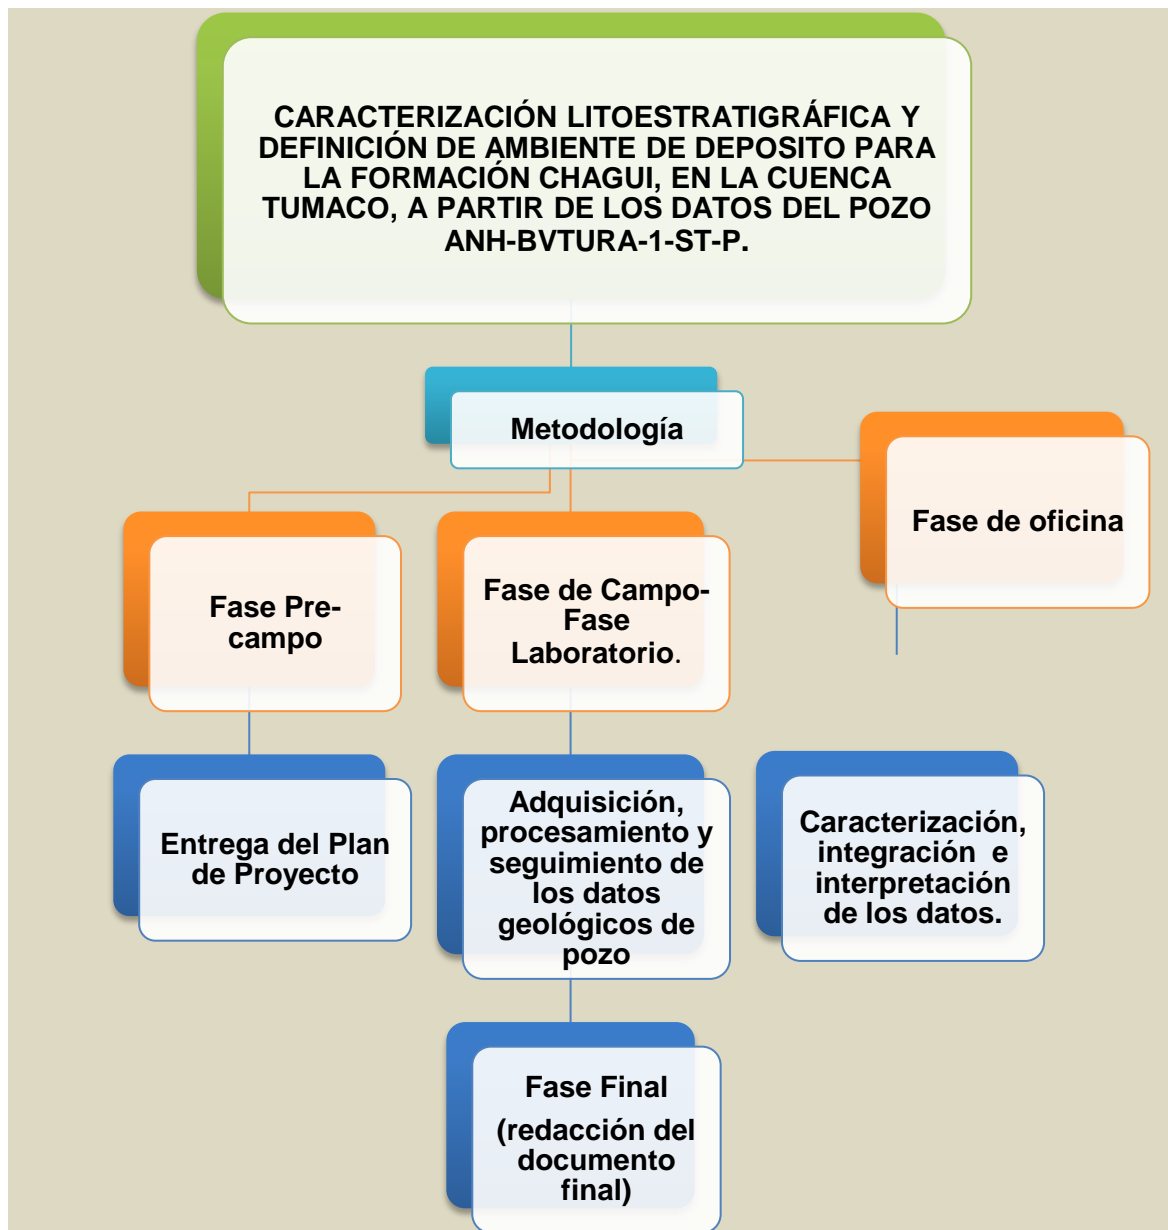 CARACTERIZACIÓN LITOESTRATIGRÁFICA Y
DEFINICIÓN DE AMBIENTE DE DEPOSITO PARA
LA FORMACIÓN CHAGUI, EN LA CUENCA
TUMACO, A PARTIR DE LOS DATOS DEL POZO
ANH-BVTURA-1-ST-P.
Metodología
Fase Pre-
campo
Fase de Campo-
Fase
Laboratorio.
Fase de oficina
Entrega del Plan
de Proyecto
Adquisición,
procesamiento y
seguimiento de
los datos
geológicos de
pozo
Caracterización,
integración e
interpretación
de los datos.
Fase Final
(redacción del
documento
final)